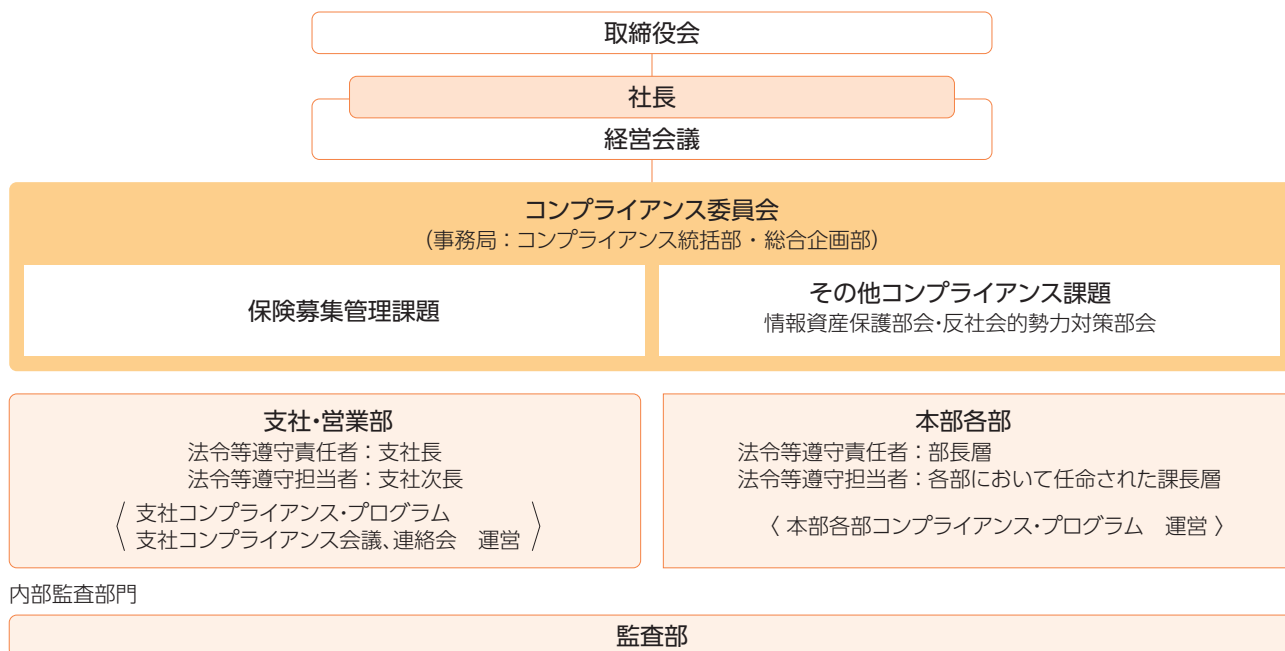 取締役会
社長
経営会議
コンプライアンス委員会
（事務局：コンプライアンス統括部・総合企画部）
保険募集管理課題
その他コンプライアンス課題
情報資産保護部会・反社会的勢力対策部会
支社・営業部
法令等遵守責任者：支社長
法令等遵守担当者：支社次長
〈 支社コンプライアンス・プログラム
支社コンプライアンス会議、連絡会　運営 〉
本部各部
法令等遵守責任者：部長層
法令等遵守担当者：各部において任命された課長層
〈 本部各部コンプライアンス・プログラム　運営 〉
内部監査部門
監査部